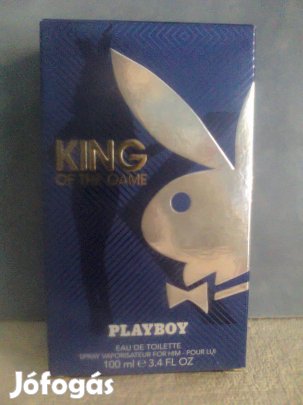 KING
OF THE GAME
PLAYBOY
EAU DE TOILETTE
SPRAY VAPORISATEUR FOR HIM - POUR LUI
100 ml ℮ 3.4 FL OZ
Jófogás